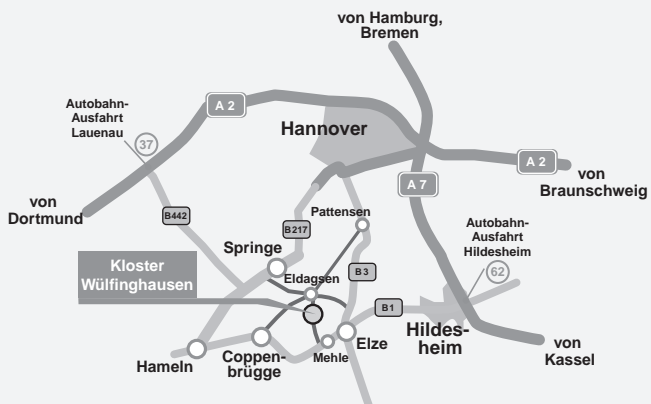 von Hamburg,
Bremen
Autobahn-
Ausfahrt
Lauenau
A 2
37
Hannover
A 2
von
Braunschweig
von
Dortmund
A 7
B442
Pattensen
B217
Autobahn-
Ausfahrt
Hildesheim
62
Springe
Kloster
Wülfinghausen
Eldagsen
B 3
B1
Hildes-
heim
Hameln
Coppen-
brügge
Mehle
Elze
von
Kassel